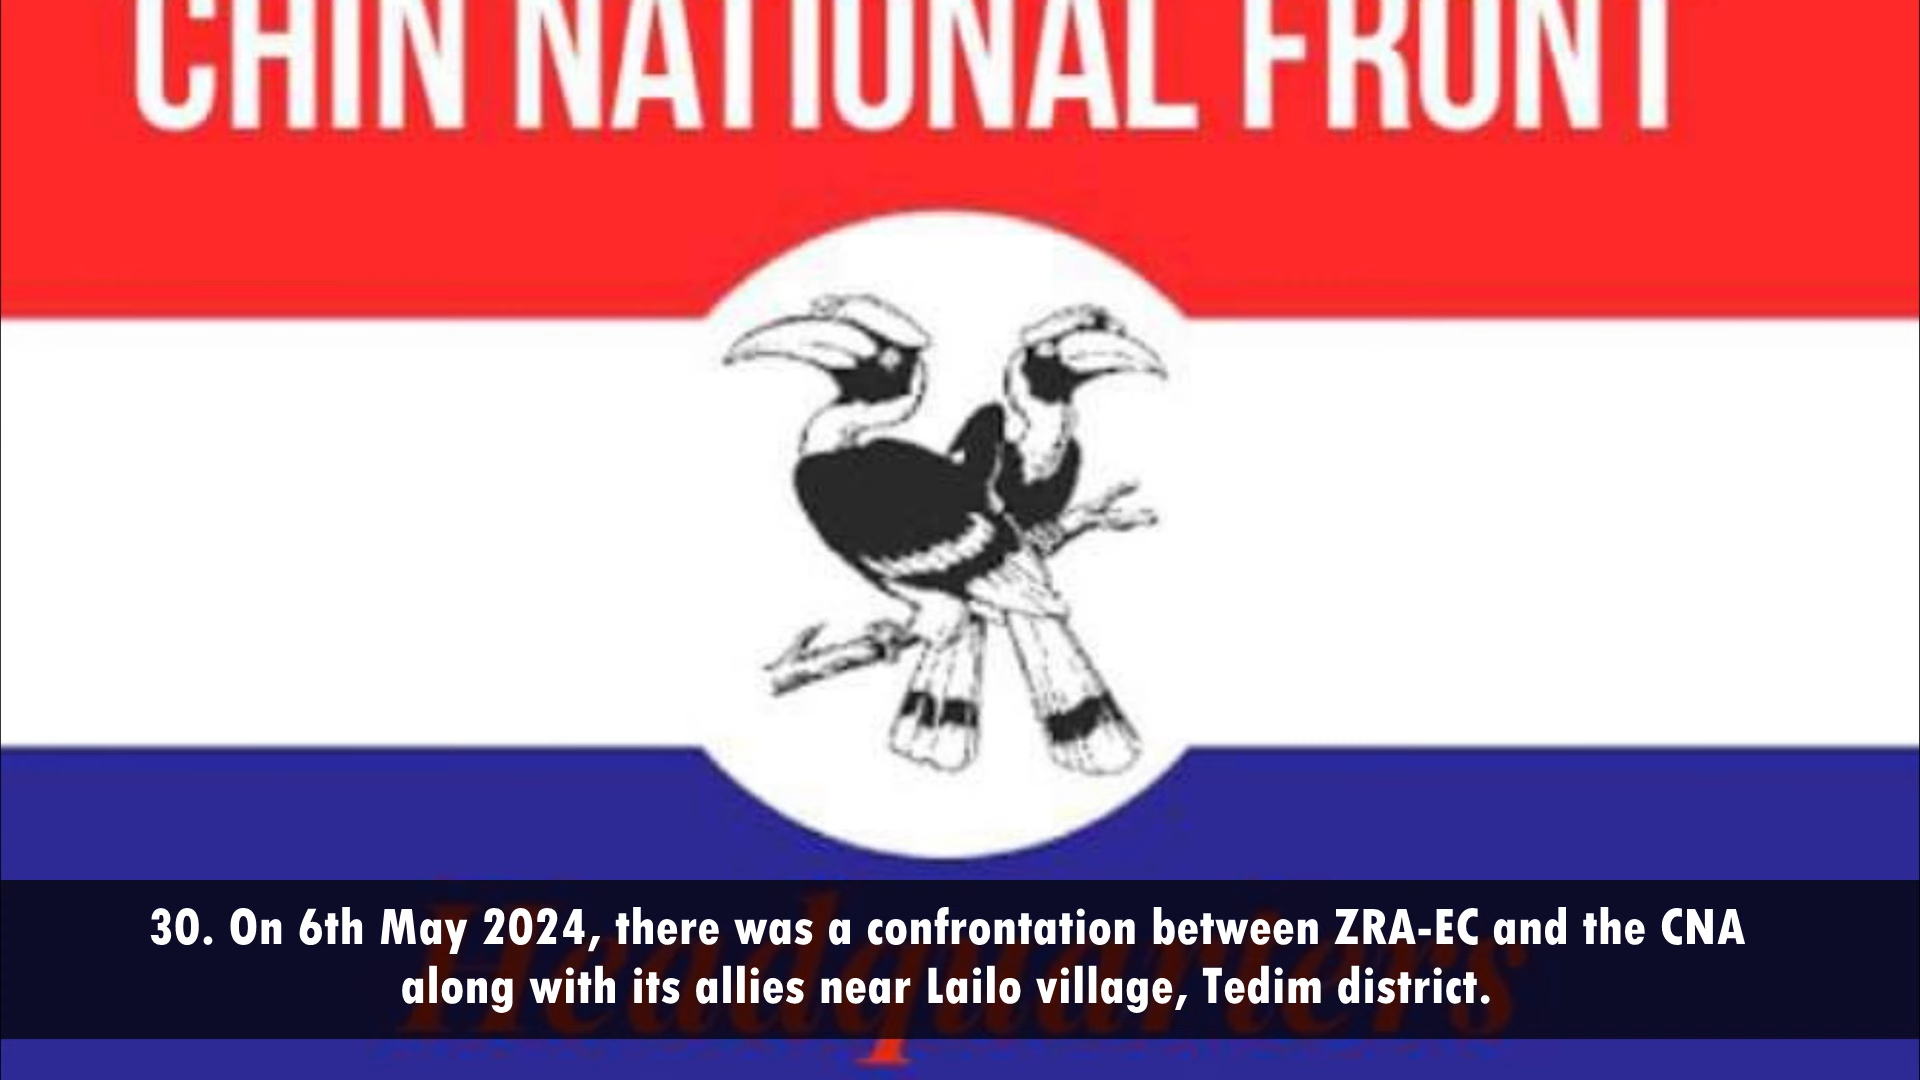 CHIN NATIONAL FRONT
30. On 6th May 2024, there was a confrontation between ZRA-EC and the CNA
along with its allies near Lailo village, Tedim district.
Headquarters